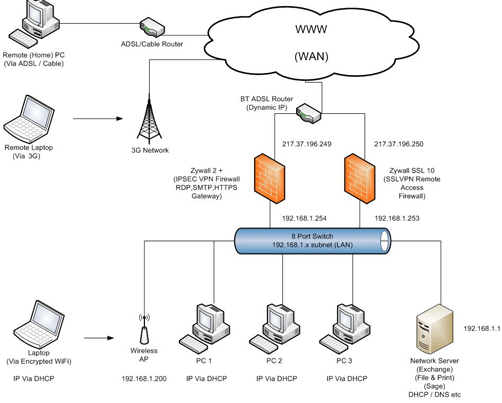 WWW
(WAN)
Remote (Home) PC
(Via ADSL / Cable)
ADSL/Cable Router
BT ADSL Router
(Dynamic IP)
Remote Laptop
(Via 3G)
3G Network
217.37.196.249
217.37.196.250
Zywall 2 +
(IPSEC VPN Firewall
RDP,SMTP,HTTPS
Gateway)
Zywall SSL 10
(SSLVPN Remote
Access
Firewall)
192.168.1.254
192.168.1.253
8 Port Switch
192.168.1.x subnet (LAN)
192.168.1.1
Laptop
(Via Encrypted WiFi)
IP Via DHCP
Wireless
AP
192.168.1.200
PC 1
IP Via DHCP
PC 2
IP Via DHCP
PC 3
IP Via DHCP
Network Server
(Exchange)
(File & Print)
(Sage)
DHCP / DNS etc